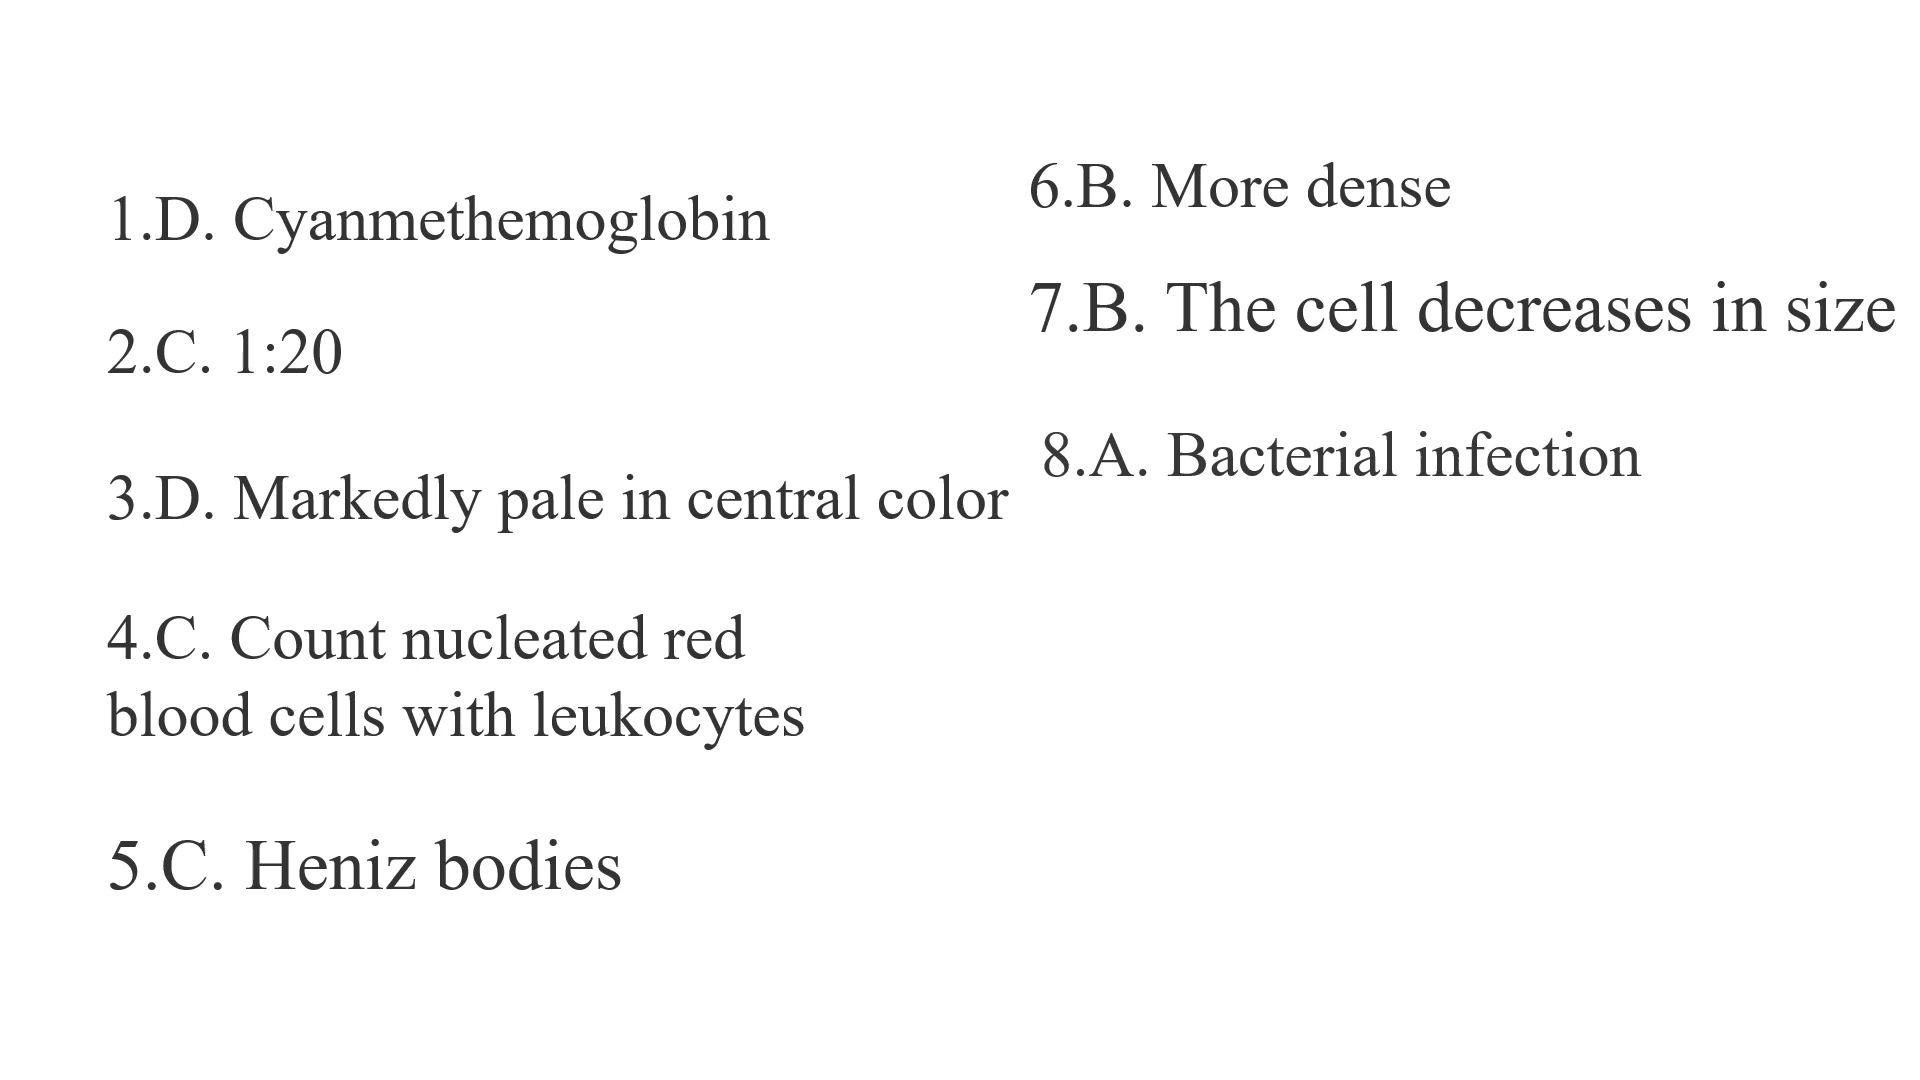 1.D. Cyanmethemoglobin
2.C. 1:20
3.D. Markedly pale in central color
4.C. Count nucleated red
blood cells with leukocytes
5.C. Heniz bodies
6.B. More dense
7.B. The cell decreases in size
8.A. Bacterial infection